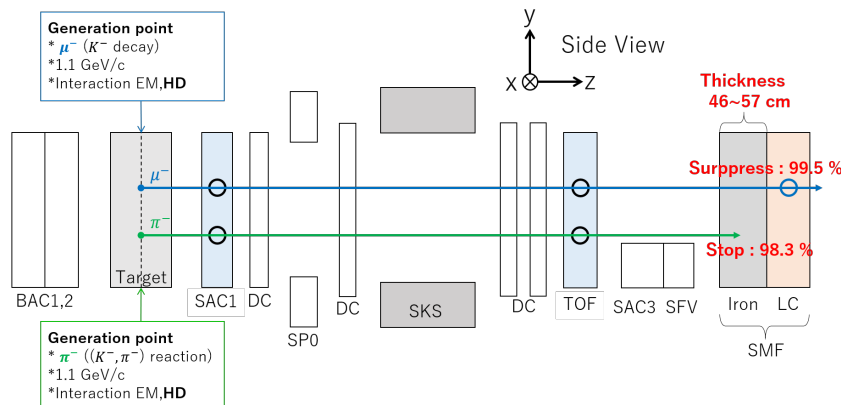 Generation point
* μ⁻ (K⁻ decay)
*1.1 GeV/c
*Interaction EM,HD
y
Side View
x
z
Thickness
46~57 cm
μ⁻
Surppress : 99.5 %
π⁻
Stop : 98.3 %
Target
BAC1,2
SAC1
DC
SP0
DC
SKS
DC
TOF
SAC3
SFV
Iron
LC
SMF
Generation point
* π⁻ ((K⁻,π⁻) reaction)
*1.1 GeV/c
*Interaction EM,HD